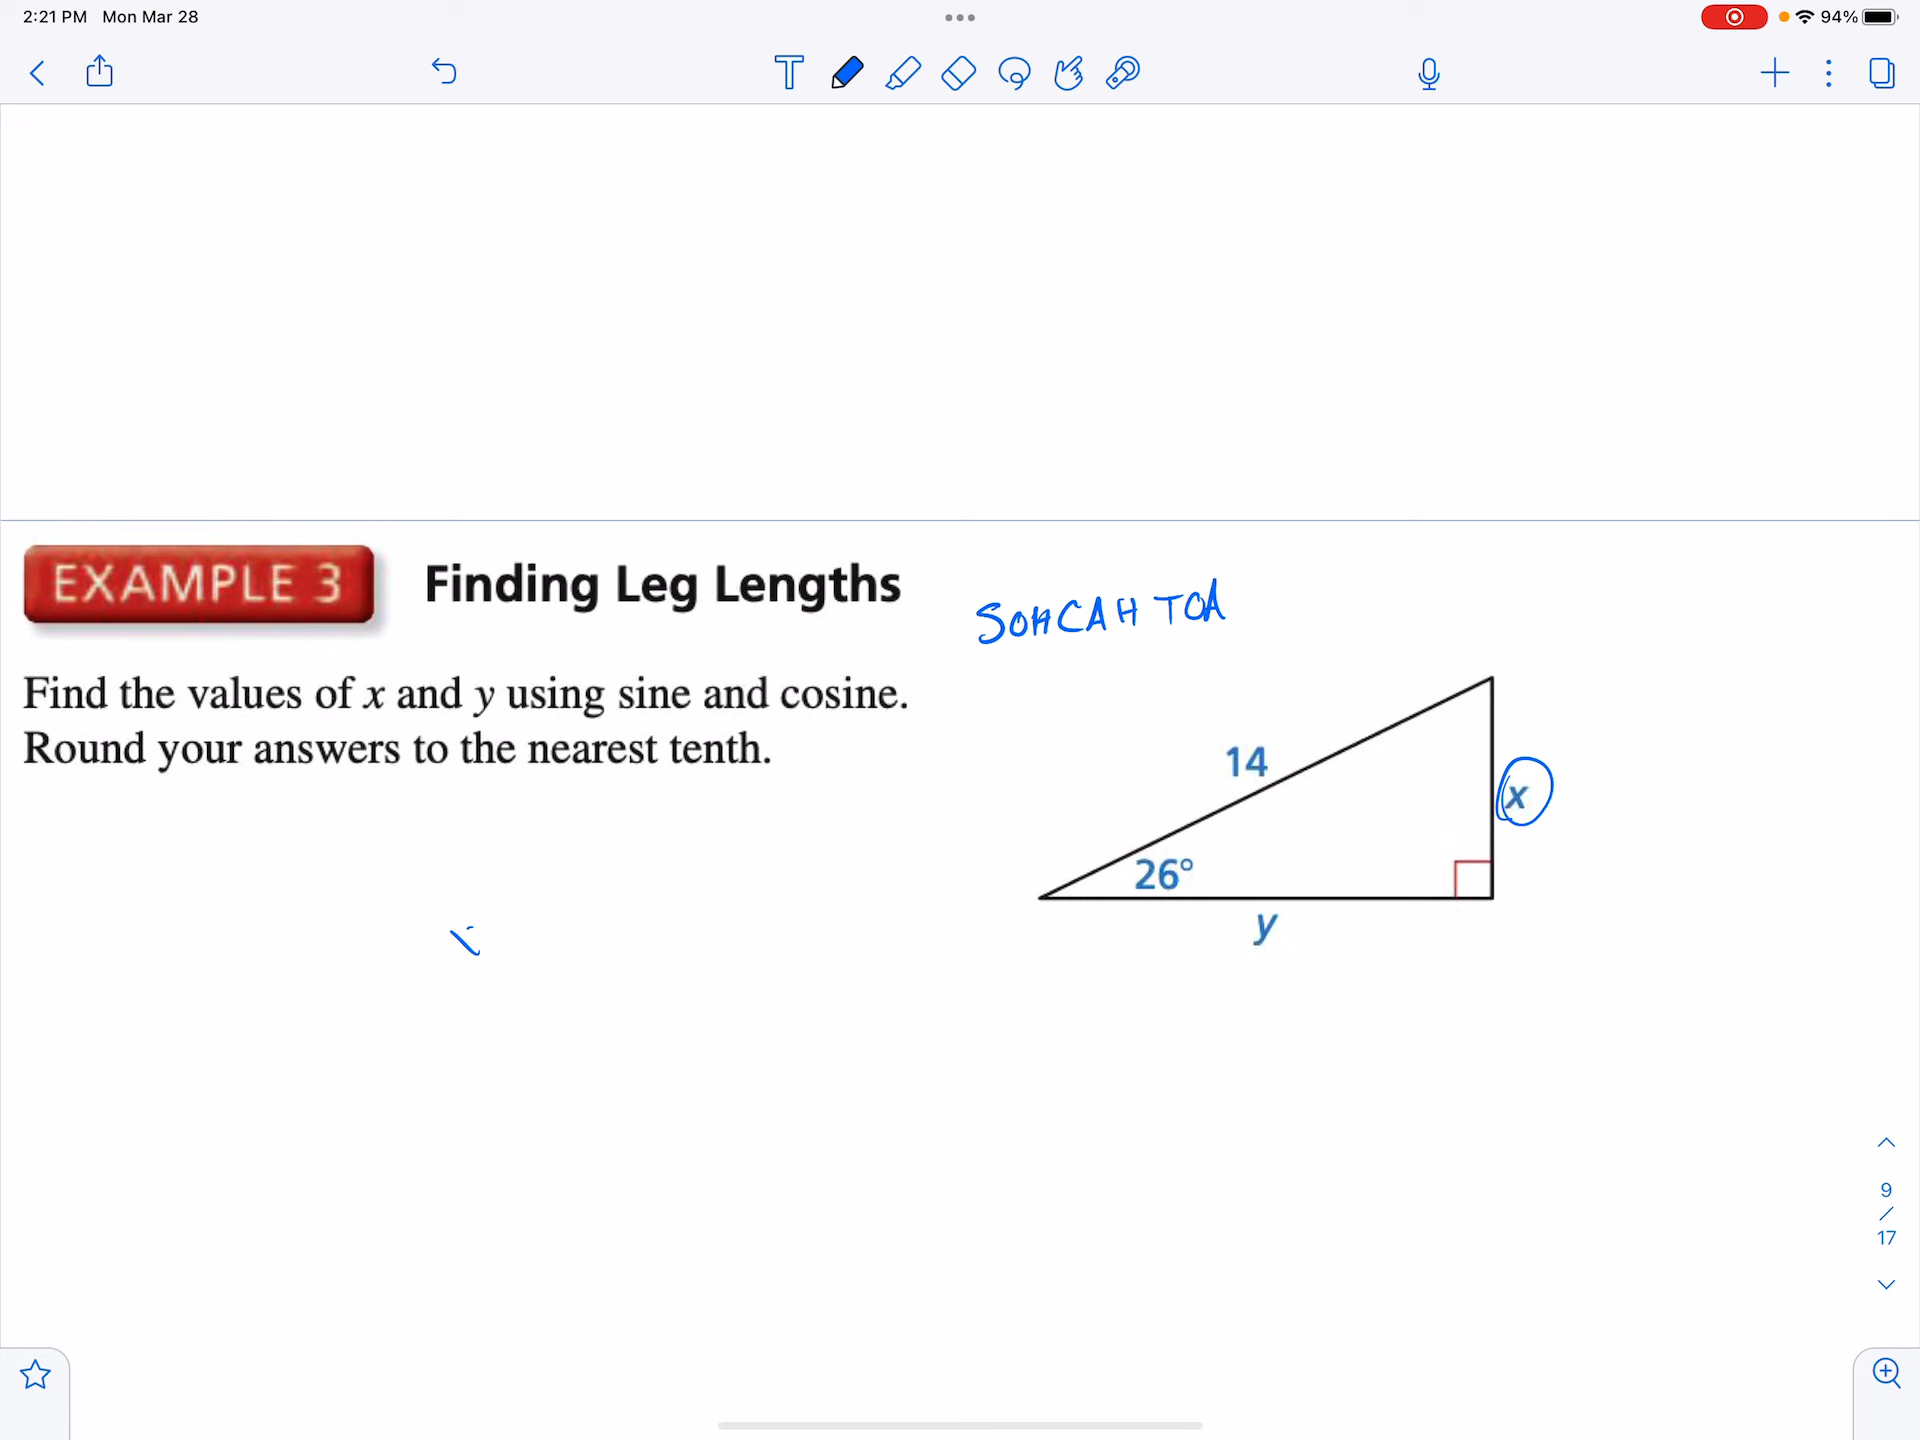 2:21 PM Mon Mar 28
94%
EXAMPLE 3 Finding Leg Lengths
SOHCAH TOA
Find the values of x and y using sine and cosine.
Round your answers to the nearest tenth.
14
x
26°
y
9
/
17